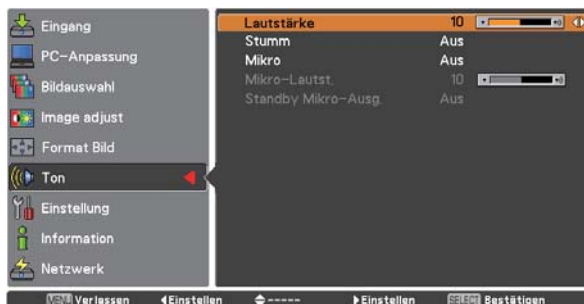 Eingang
PC-Anpassung
Bildauswahl
Image adjust
Format Bild
Ton
Einstellung
Information
Netzwerk
Lautstärke 10
Stumm Aus
Mikro Aus
Mikro-Lautst. 10
Standby Mikro-Ausg. Aus
MENU Verlassen ◀Einstellen ----- ▶Einstellen SELECT Bestätigen